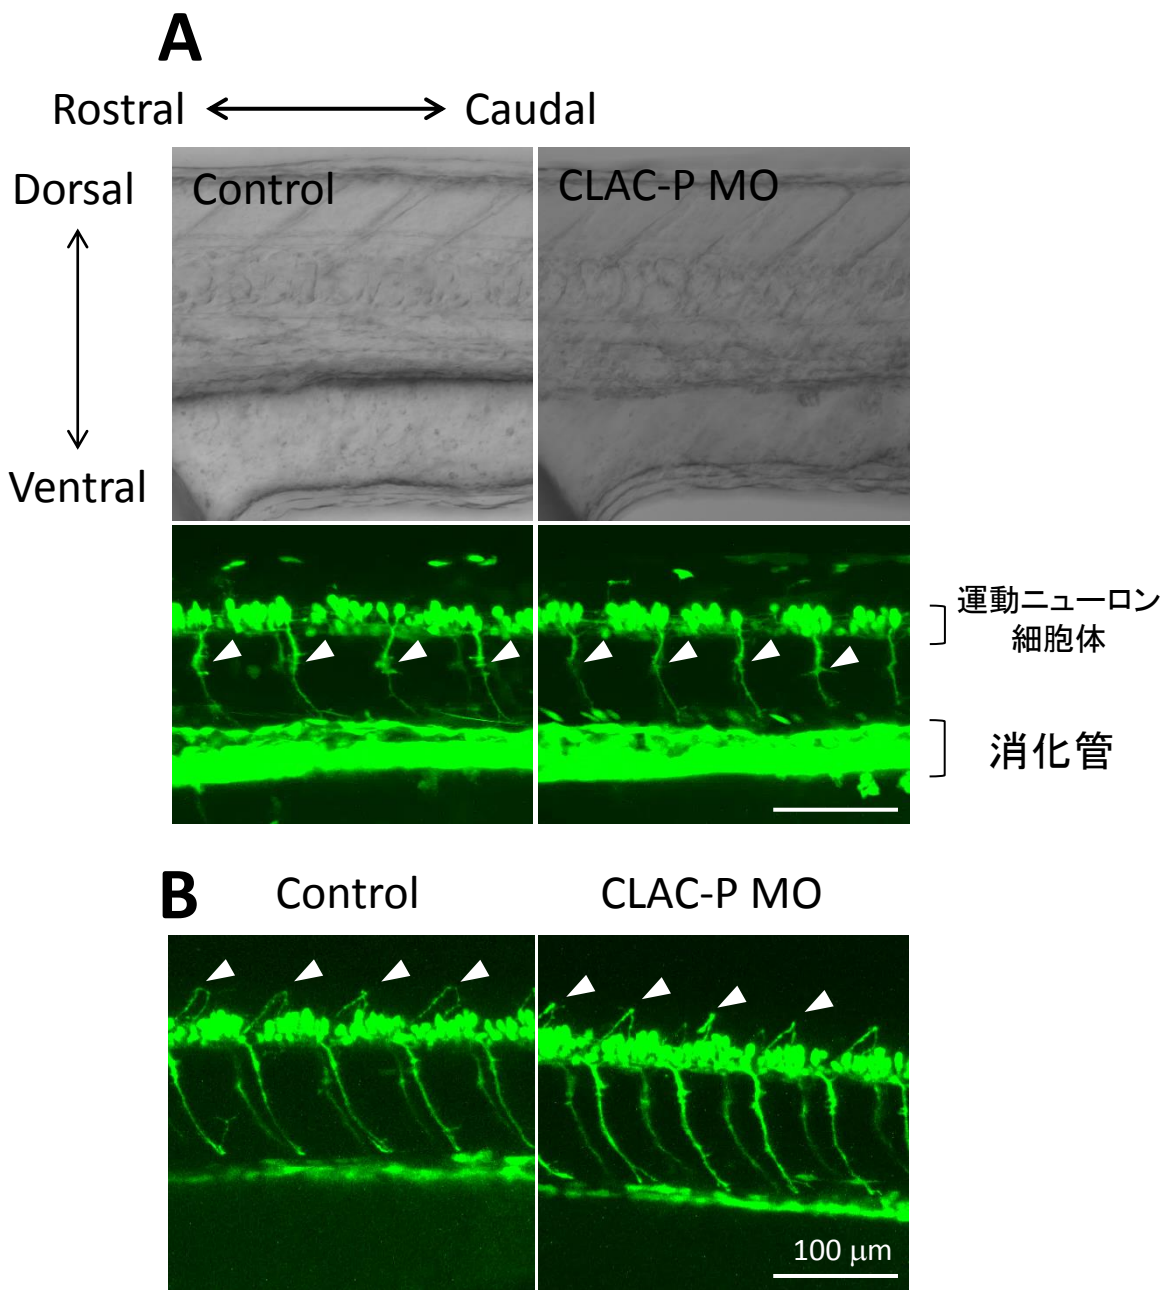 A
Rostral
Caudal
Dorsal
Control
CLAC-P MO
Ventral
運動ニューロン
細胞体
消化管
B
Control
CLAC-P MO
100 μm